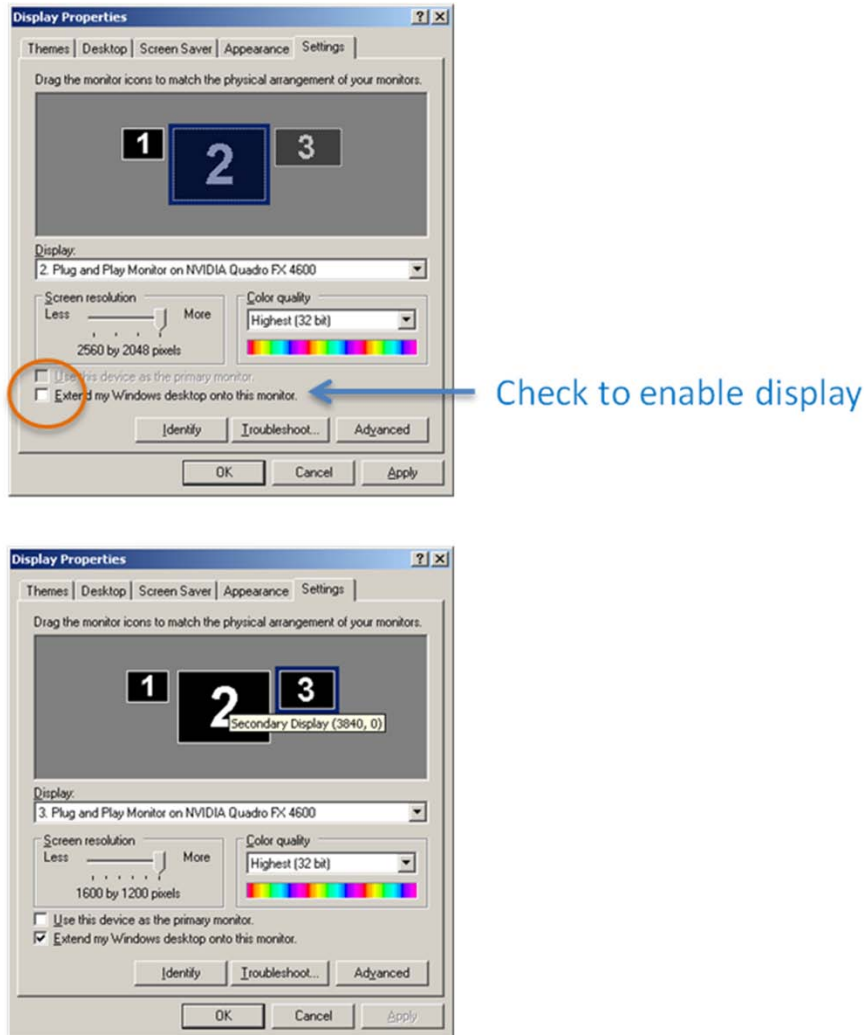 Display Properties
Themes Desktop Screen Saver Appearance Settings
Drag the monitor icons to match the physical arrangement of your monitors.
1 2 3
Display:
2. Plug and Play Monitor on NVIDIA Quadro FX 4600
Screen resolution Color quality
Less More Highest (32 bit)
2560 by 2048 pixels
Use this device as the primary monitor.
Extend my Windows desktop onto this monitor. Check to enable display
Identify Troubleshoot... Advanced
OK Cancel Apply
Display Properties
Themes Desktop Screen Saver Appearance Settings
Drag the monitor icons to match the physical arrangement of your monitors.
1 2 3
Secondary Display (3840, 0)
Display:
3. Plug and Play Monitor on NVIDIA Quadro FX 4600
Screen resolution Color quality
Less More Highest (32 bit)
1600 by 1200 pixels
Use this device as the primary monitor.
Extend my Windows desktop onto this monitor.
Identify Troubleshoot... Advanced
OK Cancel Apply